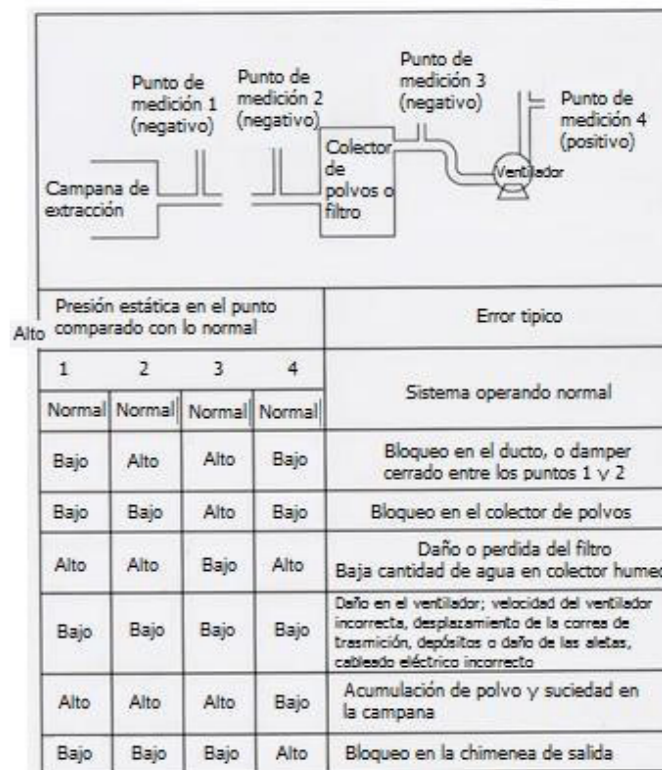 Punto de
medición 1
(negativo)
Punto de
medición 2
(negativo)
Punto de
medición 3
(negativo)
Punto de
medición 4
(positivo)
Campana de
extracción
Colector
de
polvos o
filtro
Ventilador
Alto
Presión estática en el punto
comparado con lo normal
Error tipico
1 2 3 4
Sistema operando normal
Normal Normal Normal Normal
Bajo Alto Alto Bajo
Bloqueo en el ducto, o damper
cerrado entre los puntos 1 y 2
Bajo Bajo Alto Bajo
Bloqueo en el colector de polvos
Alto Alto Bajo Alto
Daño o perdida del filtro
Baja cantidad de agua en colector humed
Bajo Bajo Bajo Bajo
Daño en el ventilador; velocidad del ventilador
incorrecta, desplazamiento de la correa de
trasmición, depósitos o daño de las aletas,
cableado eléctrico incorrecto
Alto Alto Alto Bajo
Acumulación de polvo y suciedad en
la campana
Bajo Bajo Bajo Alto
Bloqueo en la chimenea de salida